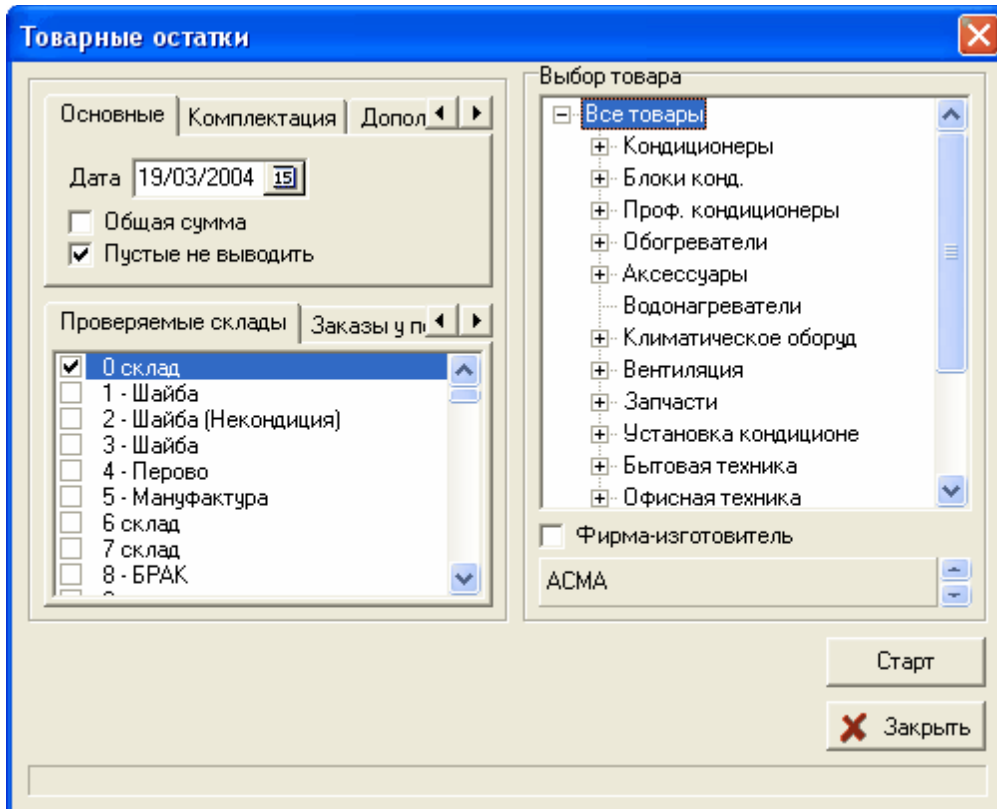 Товарные остатки
Основные
Комплектация
Допол
Дата 19/03/2004 15
Общая сумма
Пустые не выводить
Проверяемые склады
Заказы у
0 склад
1 - Шайба
2 - Шайба (Некондиция)
3 - Шайба
4 - Перово
5 - Мануфактура
6 склад
7 склад
8 - БРАК
Выбор товара
Все товары
Кондиционеры
Блоки конд.
Проф. кондиционеры
Обогреватели
Аксессуары
Водонагреватели
Климатическое оборуд
Вентиляция
Запчасти
Установка кондиционе
Бытовая техника
Офисная техника
Фирма-изготовитель
ACMA
Старт
Закрыть